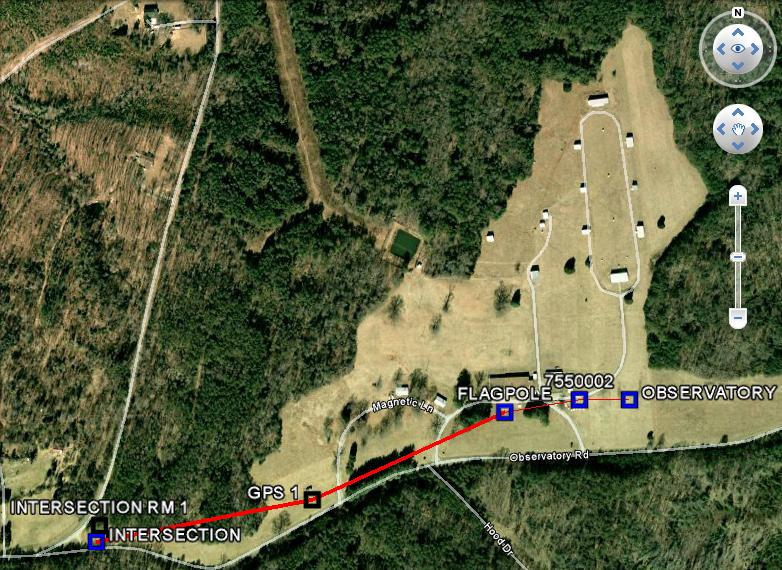 N
7550002
FLAGPOLE
OBSERVATORY
Magnetic Ln
Observatory Rd
GPS 1
INTERSECTION RM 1
INTERSECTION
Hood Dr